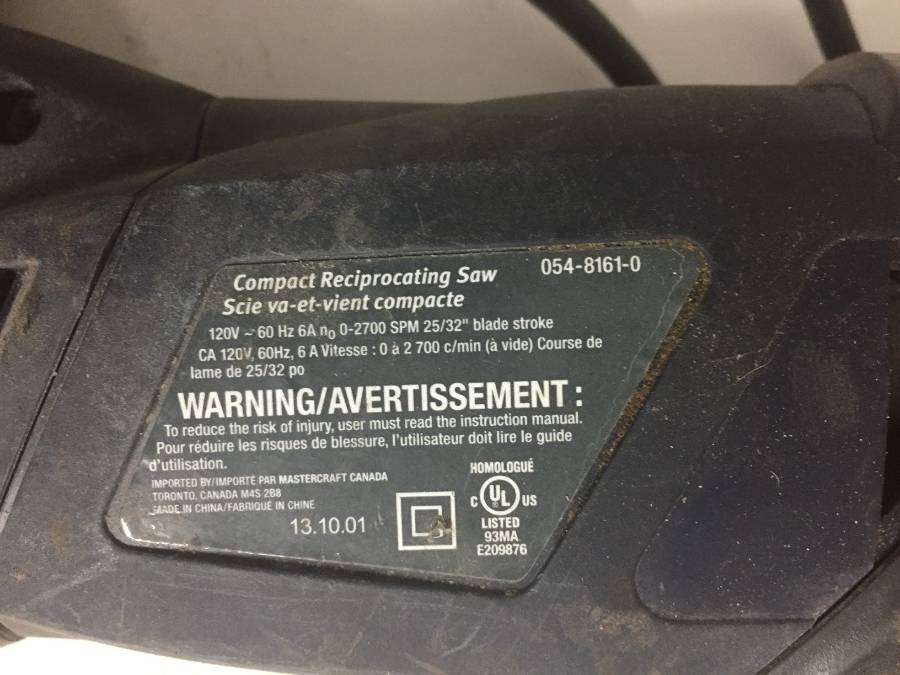 Compact Reciprocating Saw 054-8161-0
Scie va-et-vient compacte
120V ~ 60 Hz 6A n0 0-2700 SPM 25/32" blade stroke
CA 120V, 60Hz, 6 A Vitesse : 0 à 2 700 c/min (à vide) Course de
lame de 25/32 po
WARNING/AVERTISSEMENT :
To reduce the risk of injury, user must read the instruction manual.
Pour réduire les risques de blessure, l'utilisateur doit lire le guide
d'utilisation.
IMPORTED BY/IMPORTÉ PAR MASTERCRAFT CANADA
TORONTO, CANADA M4S 2B8
MADE IN CHINA/FABRIQUÉ IN CHINE
13.10.01
HOMOLOGUÉ
C UL US
LISTED
93MA
E209876